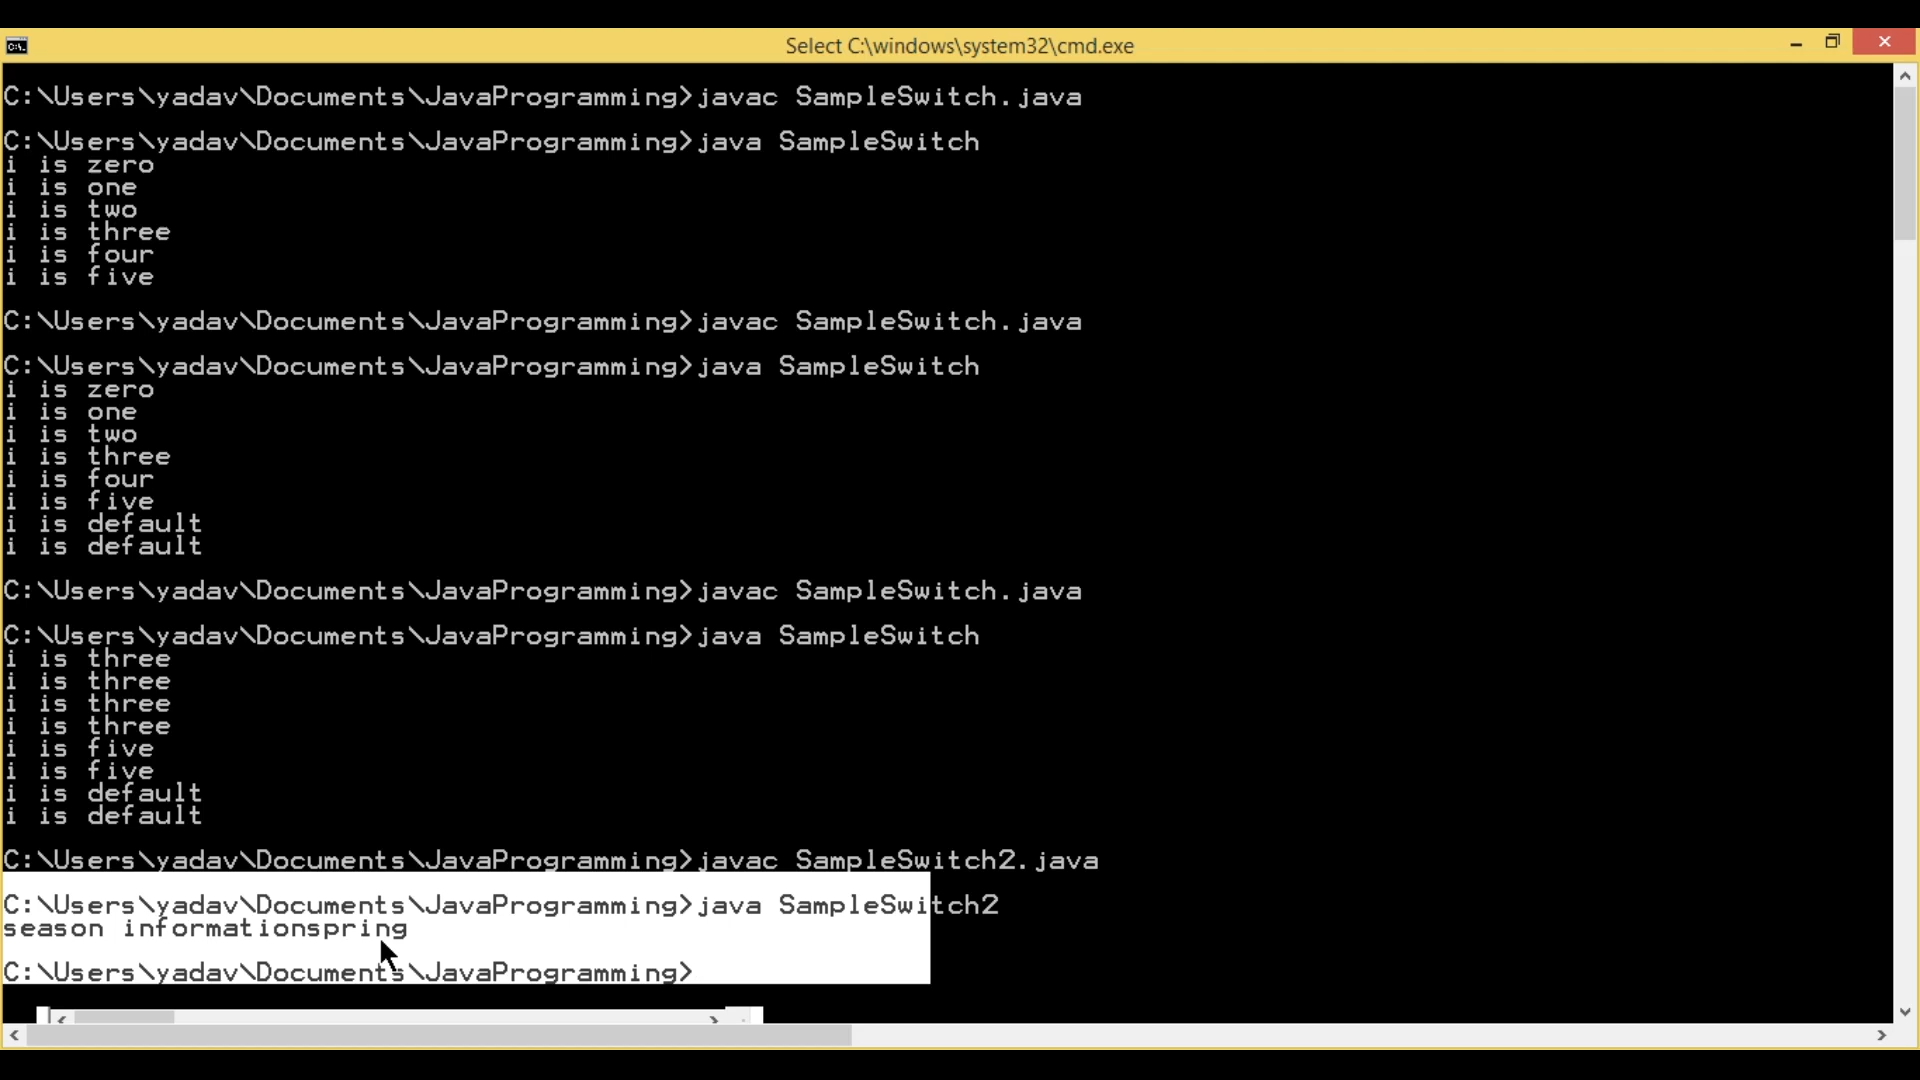 Select C:\windows\system32\cmd.exe
C:\Users\yadav\Documents\JavaProgramming>javac SampleSwitch.java
C:\Users\yadav\Documents\JavaProgramming>java SampleSwitch
i is zero
i is one
i is two
i is three
i is four
i is five
C:\Users\yadav\Documents\JavaProgramming>javac SampleSwitch.java
C:\Users\yadav\Documents\JavaProgramming>java SampleSwitch
i is zero
i is one
i is two
i is three
i is four
i is five
i is default
i is default
C:\Users\yadav\Documents\JavaProgramming>javac SampleSwitch.java
C:\Users\yadav\Documents\JavaProgramming>java SampleSwitch
i is three
i is three
i is three
i is three
i is five
i is five
i is default
i is default
C:\Users\yadav\Documents\JavaProgramming>javac SampleSwitch2.java
C:\Users\yadav\Documents\JavaProgramming>java SampleSwitch2
season informationspring
C:\Users\yadav\Documents\JavaProgramming>